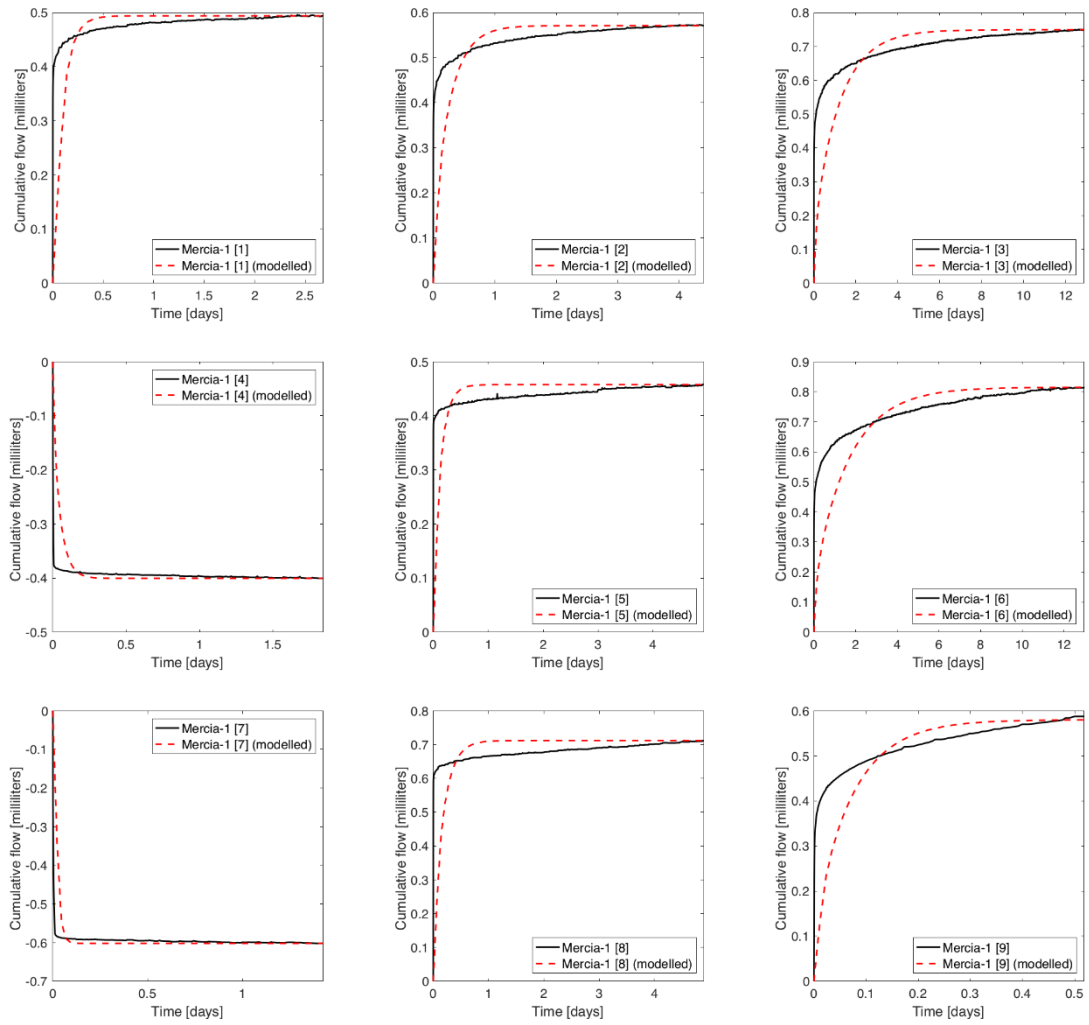 0.5
0.4
0.3
0.2
0.1
0
Cumulative flow [milliliters]
Mercia-1 [1]
Mercia-1 [1] (modelled)
0 0.5 1 1.5 2 2.5
Time [days]
0.6
0.5
0.4
0.3
0.2
0.1
0
Cumulative flow [milliliters]
Mercia-1 [2]
Mercia-1 [2] (modelled)
0 1 2 3 4
Time [days]
0.8
0.7
0.6
0.5
0.4
0.3
0.2
0.1
0
Cumulative flow [milliliters]
Mercia-1 [3]
Mercia-1 [3] (modelled)
0 2 4 6 8 10 12
Time [days]
0
-0.1
-0.2
-0.3
-0.4
-0.5
Cumulative flow [milliliters]
Mercia-1 [4]
Mercia-1 [4] (modelled)
0 0.5 1 1.5
Time [days]
0.5
0.4
0.3
0.2
0.1
0
Cumulative flow [milliliters]
Mercia-1 [5]
Mercia-1 [5] (modelled)
0 1 2 3 4
Time [days]
0.9
0.8
0.7
0.6
0.5
0.4
0.3
0.2
0.1
0
Cumulative flow [milliliters]
Mercia-1 [6]
Mercia-1 [6] (modelled)
0 2 4 6 8 10 12
Time [days]
0
-0.1
-0.2
-0.3
-0.4
-0.5
-0.6
-0.7
Cumulative flow [milliliters]
Mercia-1 [7]
Mercia-1 [7] (modelled)
0 0.5 1
Time [days]
0.8
0.7
0.6
0.5
0.4
0.3
0.2
0.1
0
Cumulative flow [milliliters]
Mercia-1 [8]
Mercia-1 [8] (modelled)
0 1 2 3 4
Time [days]
0.6
0.5
0.4
0.3
0.2
0.1
0
Cumulative flow [milliliters]
Mercia-1 [9]
Mercia-1 [9] (modelled)
0 0.1 0.2 0.3 0.4 0.5
Time [days]